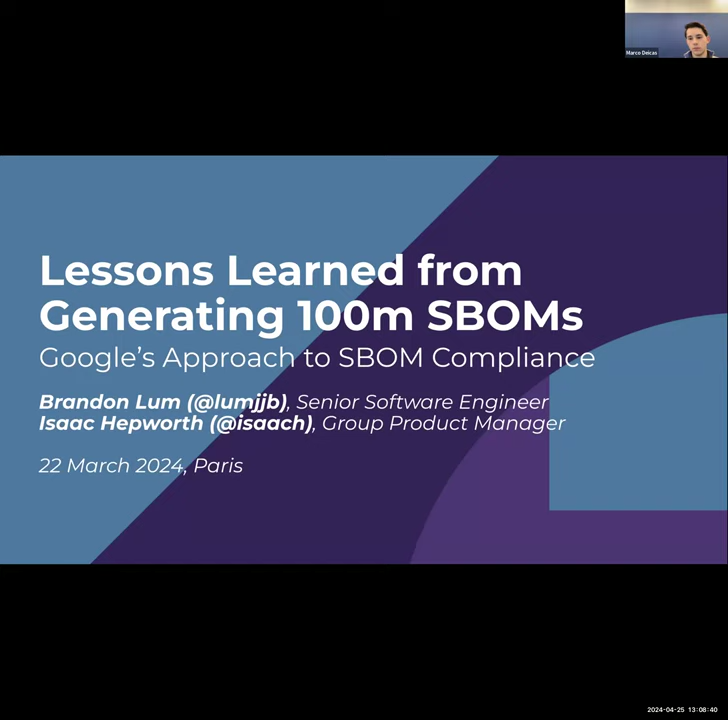 Marco Deicas
Lessons Learned from
Generating 100m SBOMs
Google's Approach to SBOM Compliance
Brandon Lum (@lumjjb), Senior Software Engineer
Isaac Hepworth (@isaach), Group Product Manager
22 March 2024, Paris
2024-04-25 13:08:40